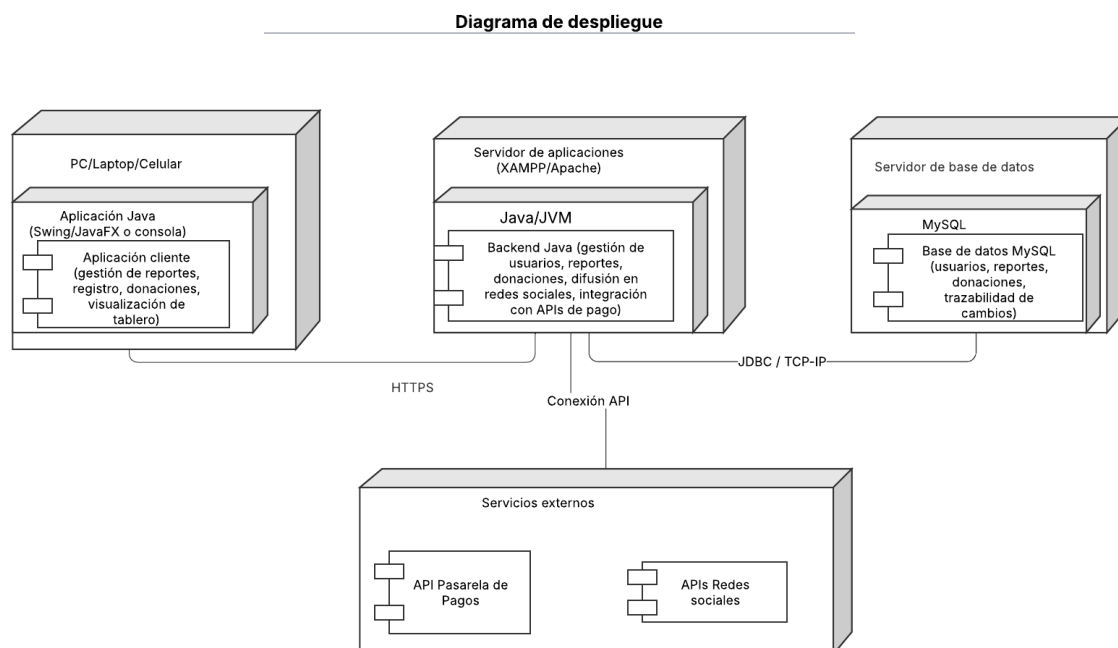 Diagrama de despliegue
PC/Laptop/Celular
Aplicación Java
(Swing/JavaFX o consola)
Aplicación cliente
(gestión de reportes,
registro, donaciones,
visualización de
tablero)
Servidor de aplicaciones
(XAMPP/Apache)
Java/JVM
Backend Java (gestión de
usuarios, reportes,
donaciones, difusión en
redes sociales, integración
con APIs de pago)
Servidor de base de datos
MySQL
Base de datos MySQL
(usuarios, reportes,
donaciones,
trazabilidad de
cambios)
HTTPS
JDBC / TCP-IP
Conexión API
Servicios externos
API Pasarela de
Pagos
APIs Redes
sociales